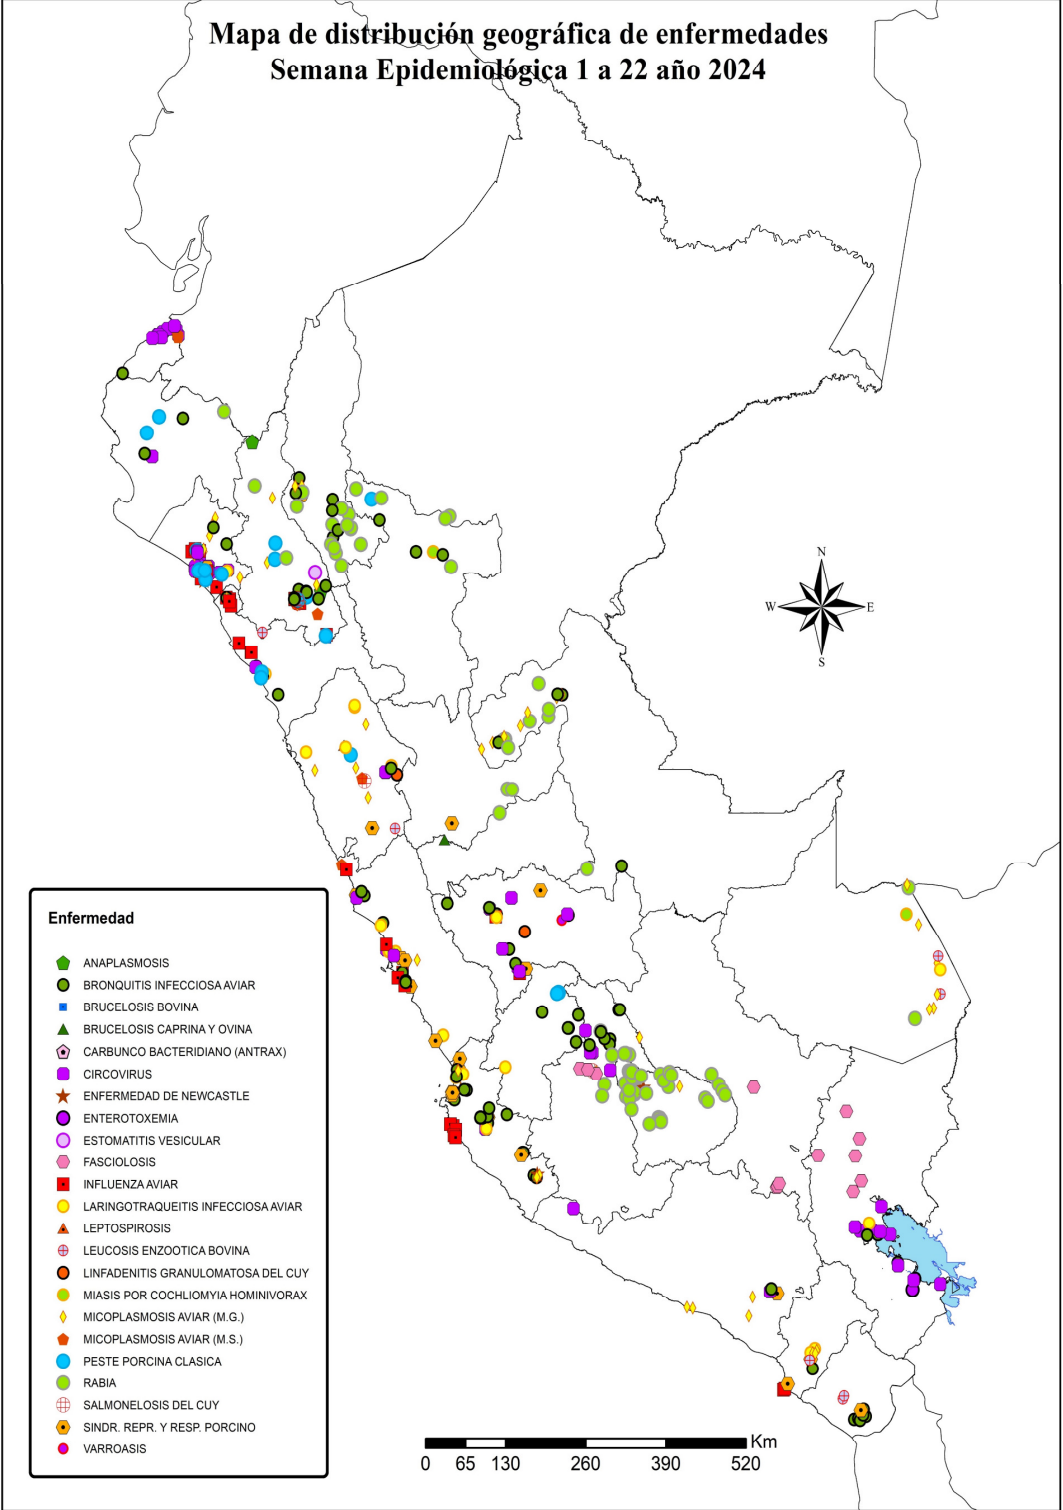 Mapa de distribución geográfica de enfermedades
Semana Epidemiológica 1 a 22 año 2024
N
W
E
S
Enfermedad
ANAPLASMOSIS
BRONQUITIS INFECCIOSA AVIAR
BRUCELOSIS BOVINA
BRUCELOSIS CAPRINA Y OVINA
CARBUNCO BACTERIDIANO (ANTRAX)
CIRCOVIRUS
ENFERMEDAD DE NEWCASTLE
ENTEROTOXEMIA
ESTOMATITIS VESICULAR
FASCIOLOSIS
INFLUENZA AVIAR
LARINGOTRAQUEITIS INFECCIOSA AVIAR
LEPTOSPIROSIS
LEUCOSIS ENZOOTICA BOVINA
LINFADENITIS GRANULOMATOSA DEL CUY
MIASIS POR COCHLIOMYIA HOMINIVORAX
MICOPLASMOSIS AVIAR (M.G.)
MICOPLASMOSIS AVIAR (M.S.)
PESTE PORCINA CLASICA
RABIA
SALMONELOSIS DEL CUY
SINDR. REPR. Y RESP. PORCINO
VARROASIS
Km
0 65 130 260 390 520